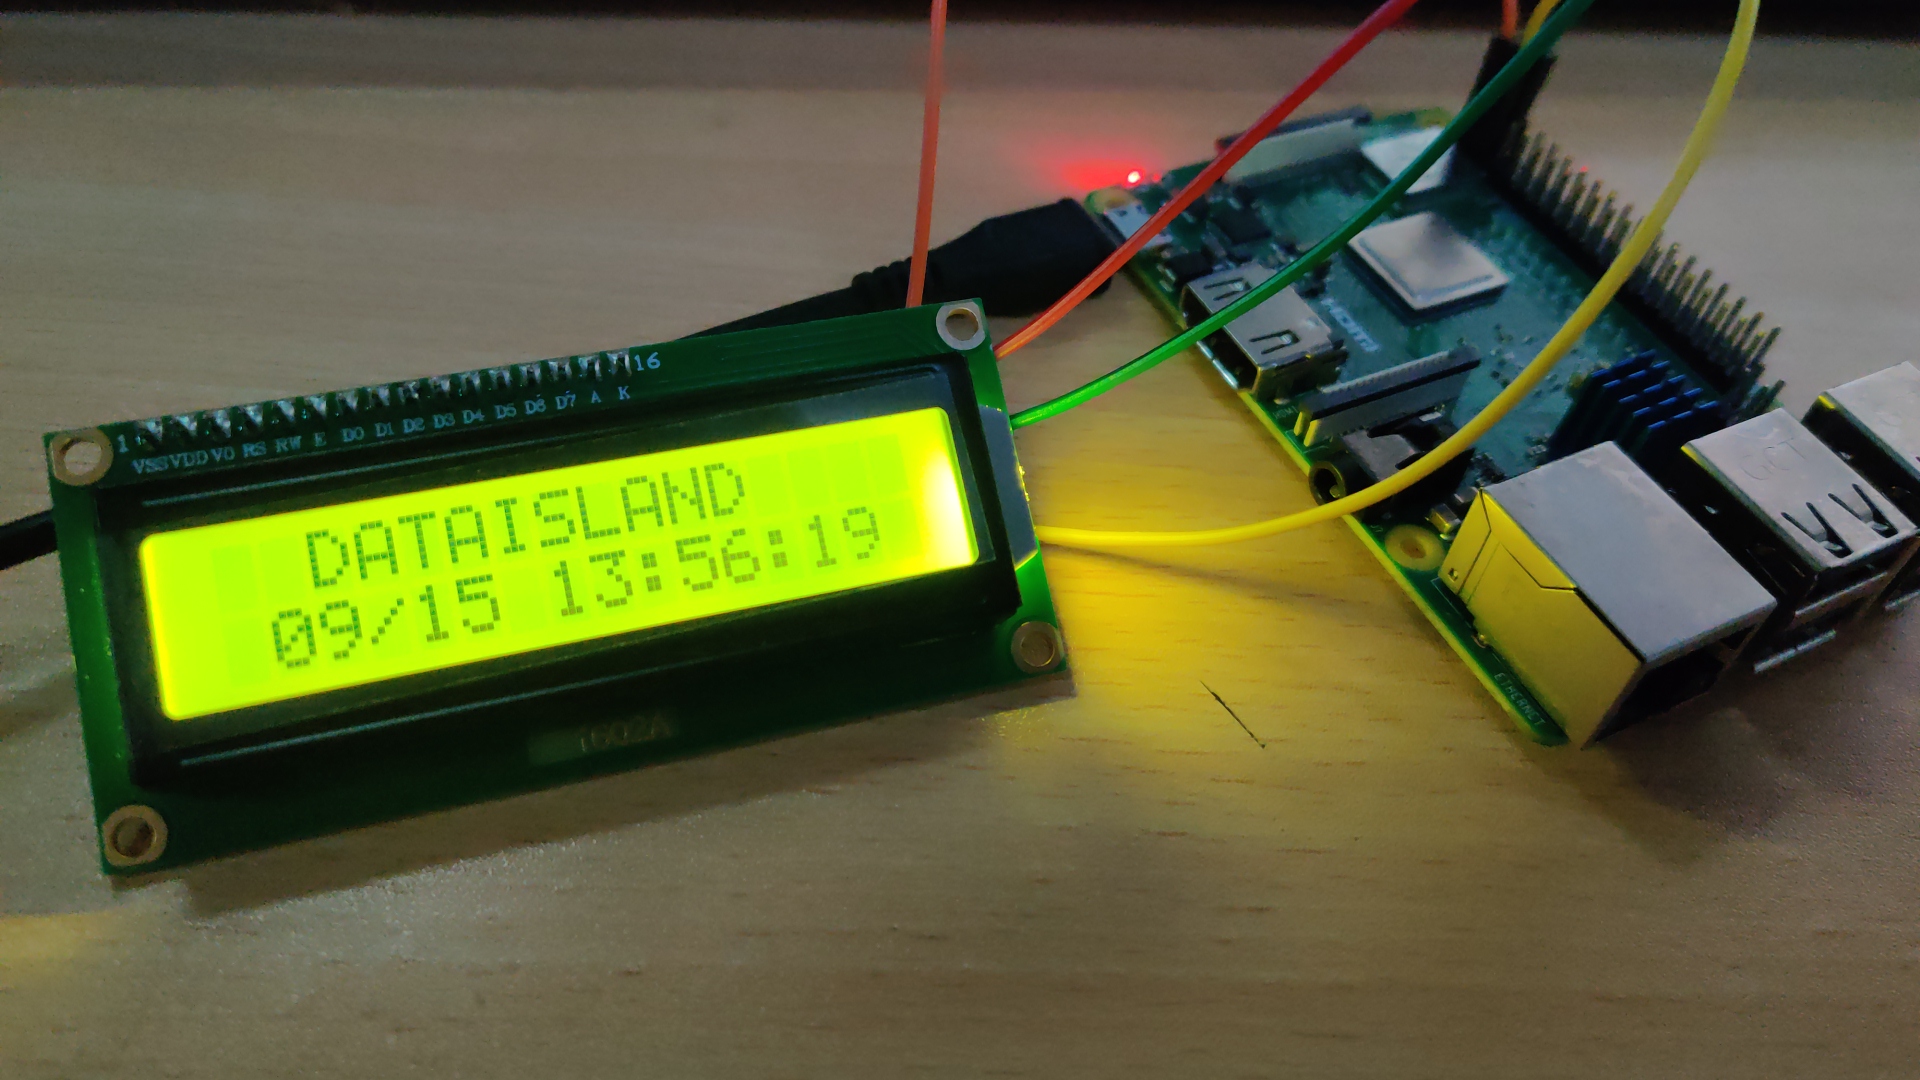 16
1
VSS VDD V0 RS RW E D0 D1 D2 D3 D4 D5 D6 D7 A K
DATAISLAND
09/15 13:56:19
1602A
HDMI
GCT
ETHERNET